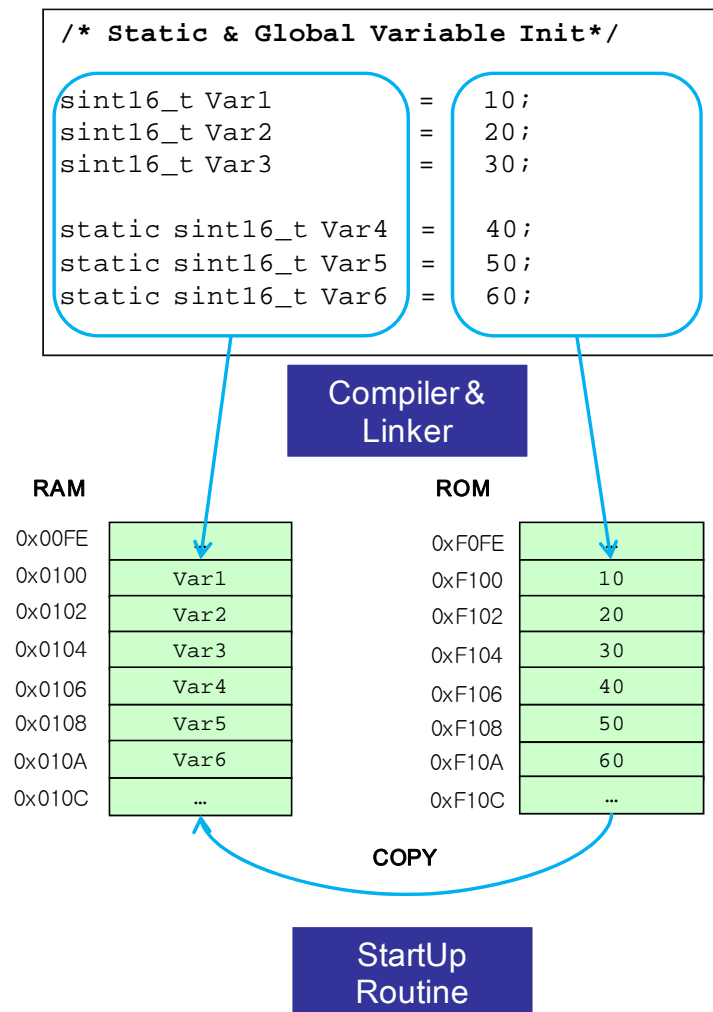 /* Static & Global Variable Init*/
sint16_t Var1 = 10;
sint16_t Var2 = 20;
sint16_t Var3 = 30;
static sint16_t Var4 = 40;
static sint16_t Var5 = 50;
static sint16_t Var6 = 60;
Compiler &
Linker
RAM
0x00FE …
0x0100 Var1
0x0102 Var2
0x0104 Var3
0x0106 Var4
0x0108 Var5
0x010A Var6
0x010C …
ROM
0xF0FE …
0xF100 10
0xF102 20
0xF104 30
0xF106 40
0xF108 50
0xF10A 60
0xF10C …
COPY
StartUp
Routine